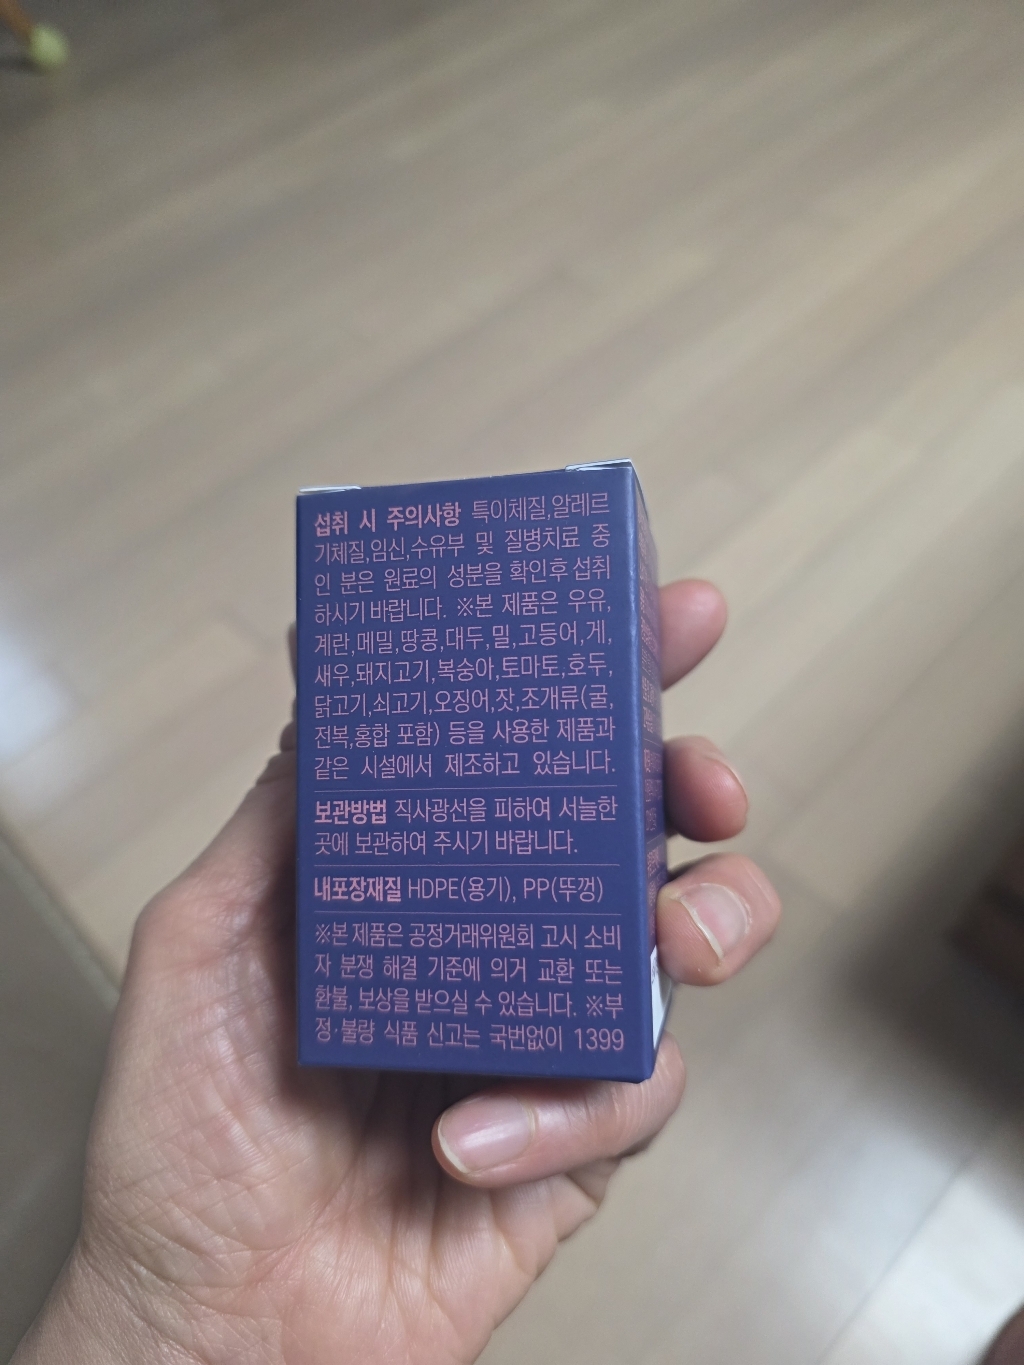 섭취 시 주의사항 특이체질,알레르
기체질,임신,수유부 및 질병치료 중
인 분은 원료의 성분을 확인후 섭취
하시기 바랍니다. ※본 제품은 우유,
계란,메밀,땅콩,대두,밀,고등어,게,
새우,돼지고기,복숭아,토마토,호두,
닭고기,쇠고기,오징어,잣,조개류(굴,
전복,홍합 포함) 등을 사용한 제품과
같은 시설에서 제조하고 있습니다.
보관방법 직사광선을 피하여 서늘한
곳에 보관하여 주시기 바랍니다.
내포장재질 HDPE(용기), PP(뚜껑)
※본 제품은 공정거래위원회 고시 소비
자 분쟁 해결 기준에 의거 교환 또는
환불, 보상을 받으실 수 있습니다. ※부
정·불량 식품 신고는 국번없이 1399